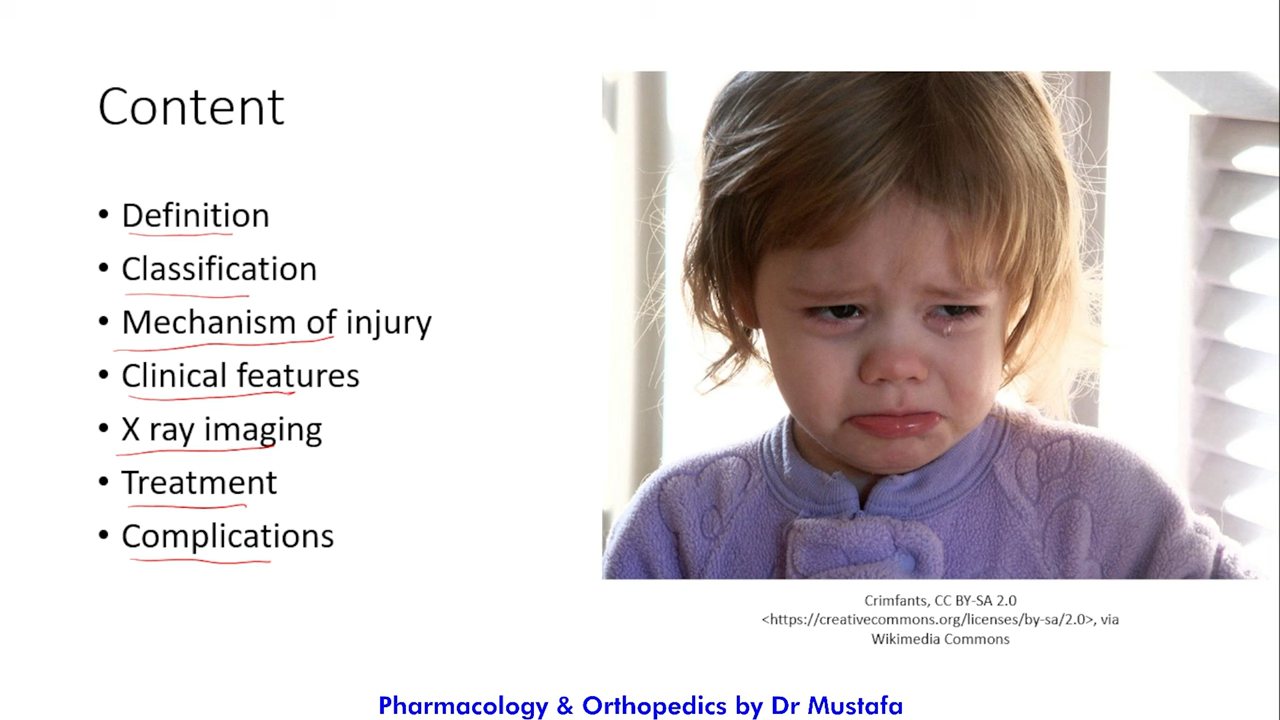 Content
• Definition
• Classification
• Mechanism of injury
• Clinical features
• X ray imaging
• Treatment
• Complications
Crimfants, CC BY-SA 2.0
<https://creativecommons.org/licenses/by-sa/2.0>, via
Wikimedia Commons
Pharmacology & Orthopedics by Dr Mustafa